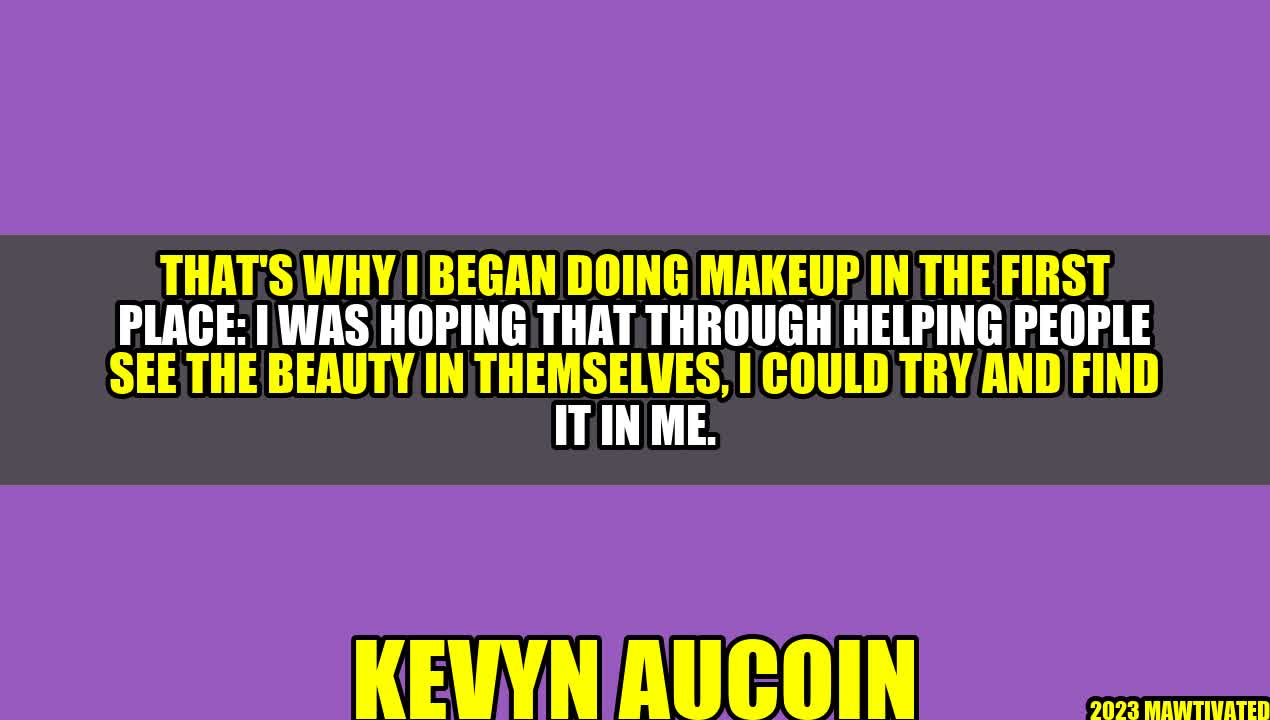 THAT'S WHY I BEGAN DOING MAKEUP IN THE FIRST
PLACE: I WAS HOPING THAT THROUGH HELPING PEOPLE
SEE THE BEAUTY IN THEMSELVES, I COULD TRY AND FIND
IT IN ME.
KEVYN AUCOIN
2023 MAWTIVATED